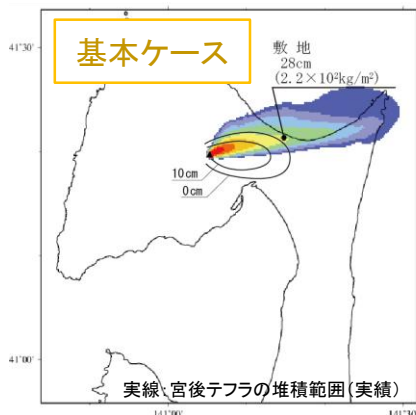 41°30'
基本ケース
敷 地
28cm
(2.2×10²kg/m²)
10cm
0cm
41°00'
実線:宮後テフラの堆積範囲(実績)